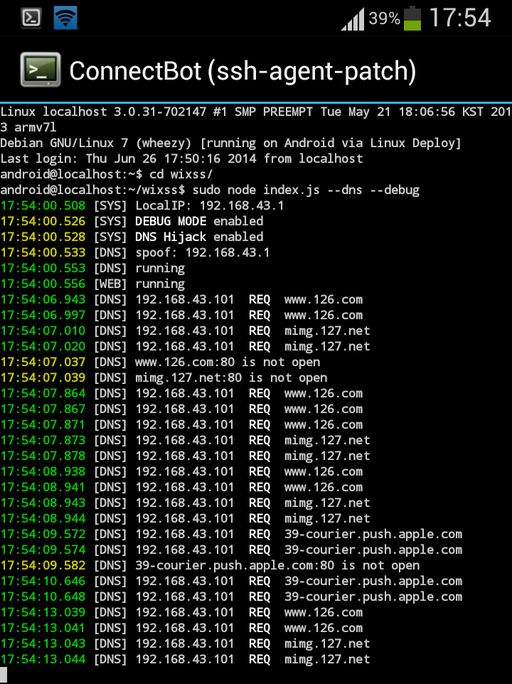 39% 17:54
ConnectBot (ssh-agent-patch)
Linux localhost 3.0.31-702147 #1 SMP PREEMPT Tue May 21 18:06:56 KST 201
3 armv7l
Debian GNU/Linux 7 (wheezy) [running on Android via Linux Deploy]
Last login: Thu Jun 26 17:50:16 2014 from localhost
android@localhost:~$ cd wixss/
android@localhost:~/wixss$ sudo node index.js --dns --debug
17:54:00.508 [SYS] LocalIP: 192.168.43.1
17:54:00.526 [SYS] DEBUG MODE enabled
17:54:00.528 [SYS] DNS Hijack enabled
17:54:00.533 [DNS] spoof: 192.168.43.1
17:54:00.553 [DNS] running
17:54:00.556 [WEB] running
17:54:06.943 [DNS] 192.168.43.101  REQ  www.126.com
17:54:06.997 [DNS] 192.168.43.101  REQ  www.126.com
17:54:07.010 [DNS] 192.168.43.101  REQ  mimg.127.net
17:54:07.020 [DNS] 192.168.43.101  REQ  mimg.127.net
17:54:07.037 [DNS] www.126.com:80 is not open
17:54:07.039 [DNS] mimg.127.net:80 is not open
17:54:07.864 [DNS] 192.168.43.101  REQ  www.126.com
17:54:07.867 [DNS] 192.168.43.101  REQ  www.126.com
17:54:07.871 [DNS] 192.168.43.101  REQ  www.126.com
17:54:07.873 [DNS] 192.168.43.101  REQ  mimg.127.net
17:54:07.878 [DNS] 192.168.43.101  REQ  mimg.127.net
17:54:08.938 [DNS] 192.168.43.101  REQ  www.126.com
17:54:08.941 [DNS] 192.168.43.101  REQ  www.126.com
17:54:08.943 [DNS] 192.168.43.101  REQ  mimg.127.net
17:54:08.944 [DNS] 192.168.43.101  REQ  mimg.127.net
17:54:09.572 [DNS] 192.168.43.101  REQ  39-courier.push.apple.com
17:54:09.574 [DNS] 192.168.43.101  REQ  39-courier.push.apple.com
17:54:09.582 [DNS] 39-courier.push.apple.com:80 is not open
17:54:10.646 [DNS] 192.168.43.101  REQ  39-courier.push.apple.com
17:54:10.648 [DNS] 192.168.43.101  REQ  39-courier.push.apple.com
17:54:13.039 [DNS] 192.168.43.101  REQ  www.126.com
17:54:13.041 [DNS] 192.168.43.101  REQ  www.126.com
17:54:13.043 [DNS] 192.168.43.101  REQ  mimg.127.net
17:54:13.044 [DNS] 192.168.43.101  REQ  mimg.127.net